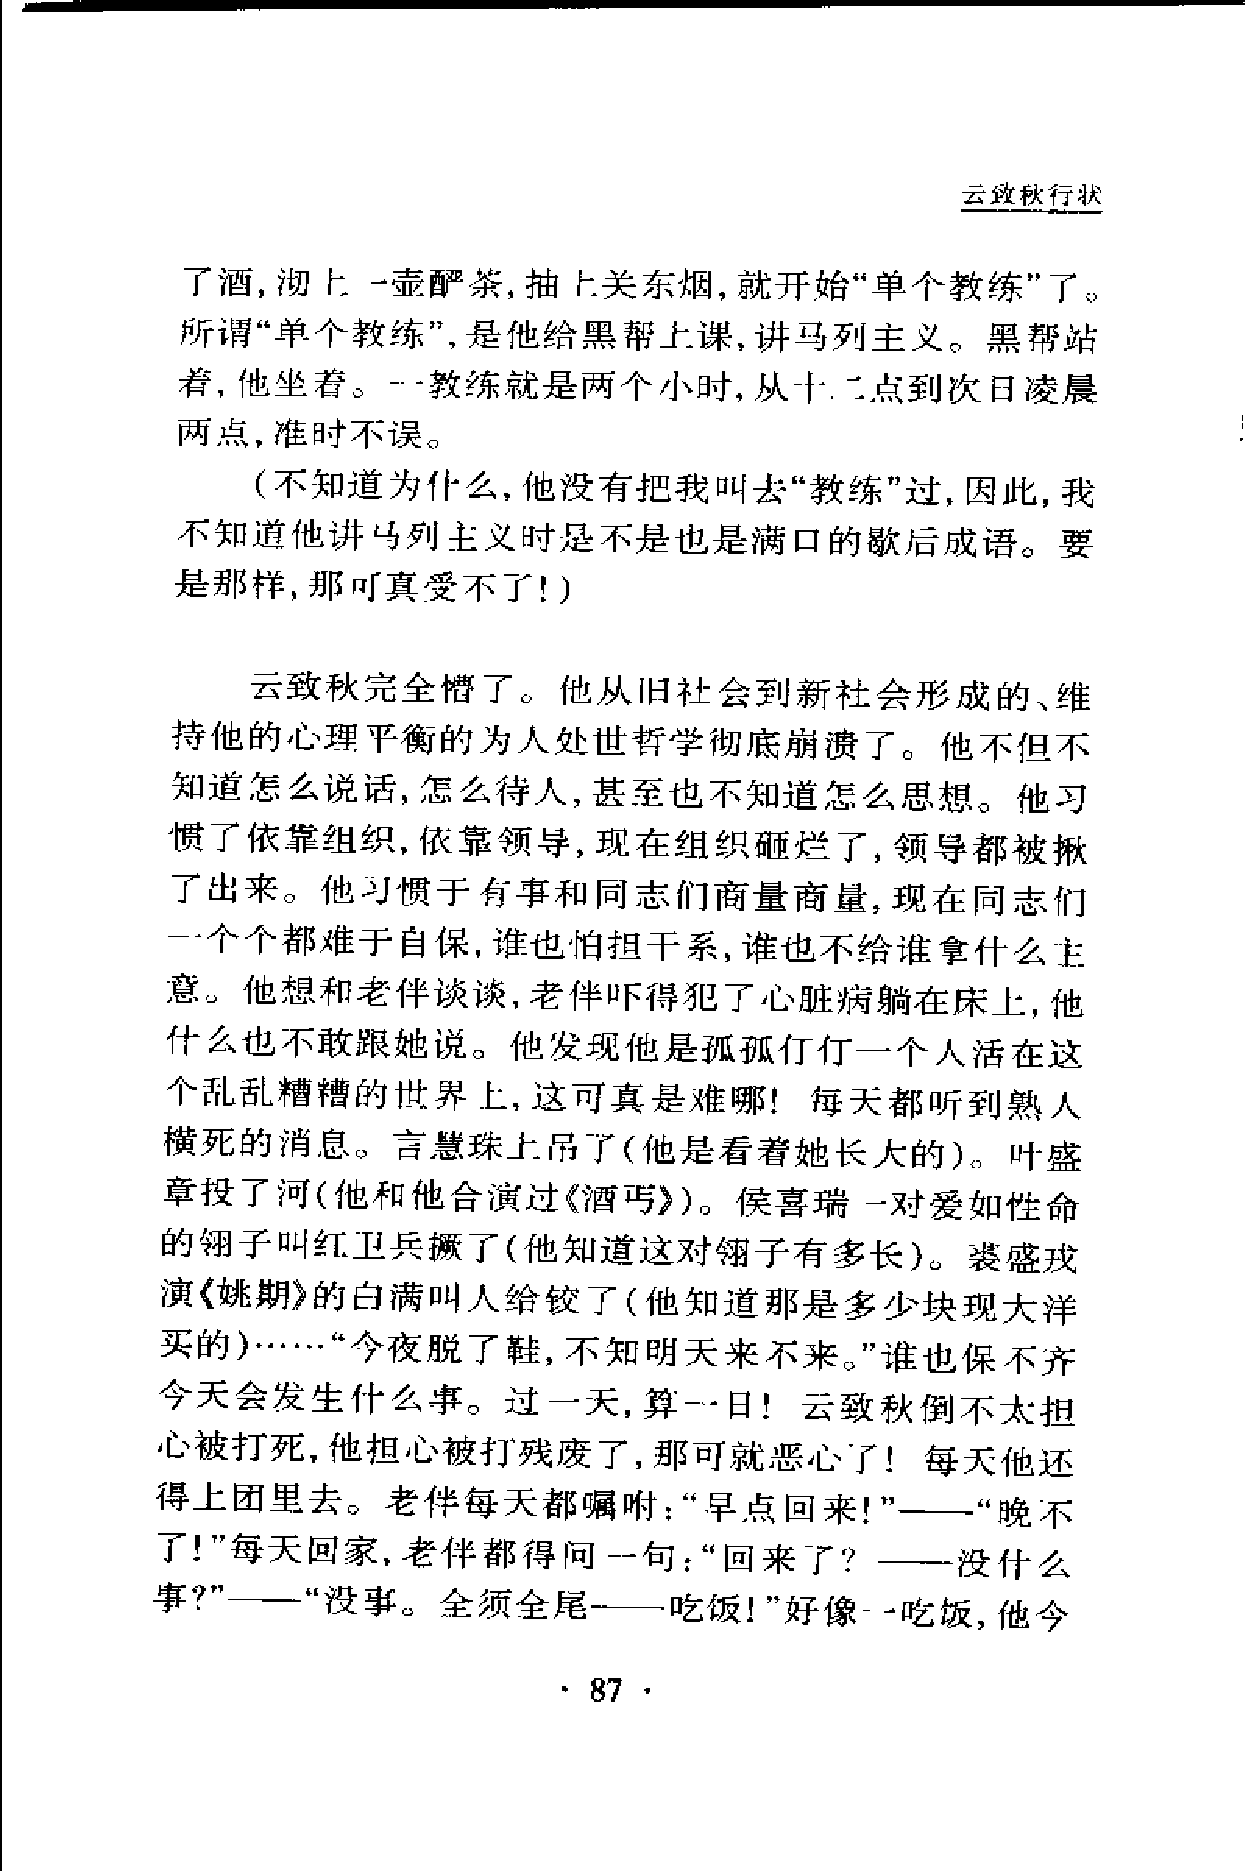 云致秋行状
了酒，沏上一壶酽茶，抽上关东烟，就开始“单个教练”了。
所谓“单个教练”，是他给黑帮上课，讲马列主义。黑帮站
着，他坐着。一教练就是两个小时，从十二点到次日凌晨
两点，准时不误。
（不知道为什么，他没有把我叫去“教练”过，因此，我
不知道他讲马列主义时是不是也是满口的歇后成语。要
是那样，那可真受不了！）
云致秋完全懵了。他从旧社会到新社会形成的、维
持他的心理平衡的为人处世哲学彻底崩溃了。他不但不
知道怎么说话，怎么待人，甚至也不知道怎么思想。他习
惯了依靠组织，依靠领导，现在组织砸烂了，领导都被揪
了出来。他习惯于有事和同志们商量商量，现在同志们
一个个都难于自保，谁也怕担干系，谁也不给谁拿什么主
意。他想和老伴谈谈，老伴吓得犯了心脏病躺在床上，他
什么也不敢跟她说。他发现他是孤孤仃仃一个人活在这
个乱乱糟糟的世界上，这可真是难哪！每天都听到熟人
横死的消息。言慧珠上吊了（他是看着她长大的）。叶盛
章投了河（他和他合演过《酒丐》）。侯喜瑞一对爱如性命
的翎子叫红卫兵撅了（他知道这对翎子有多长）。裘盛戎
演《姚期》的白满叫人给铰了（他知道那是多少块现大洋
买的）……“今夜脱了鞋，不知明天来不来。”谁也保不齐
今天会发生什么事。过一天，算一日！云致秋倒不太担
心被打死，他担心被打残废了，那可就恶心了！每天他还
得上团里去。老伴每天都嘱咐：“早点回来！”——“晚不
了！”每天回家，老伴都得问一句：“回来了？——没什么
事？”——“没事。全须全尾——吃饭！”好像一吃饭，他今
· 87 ·